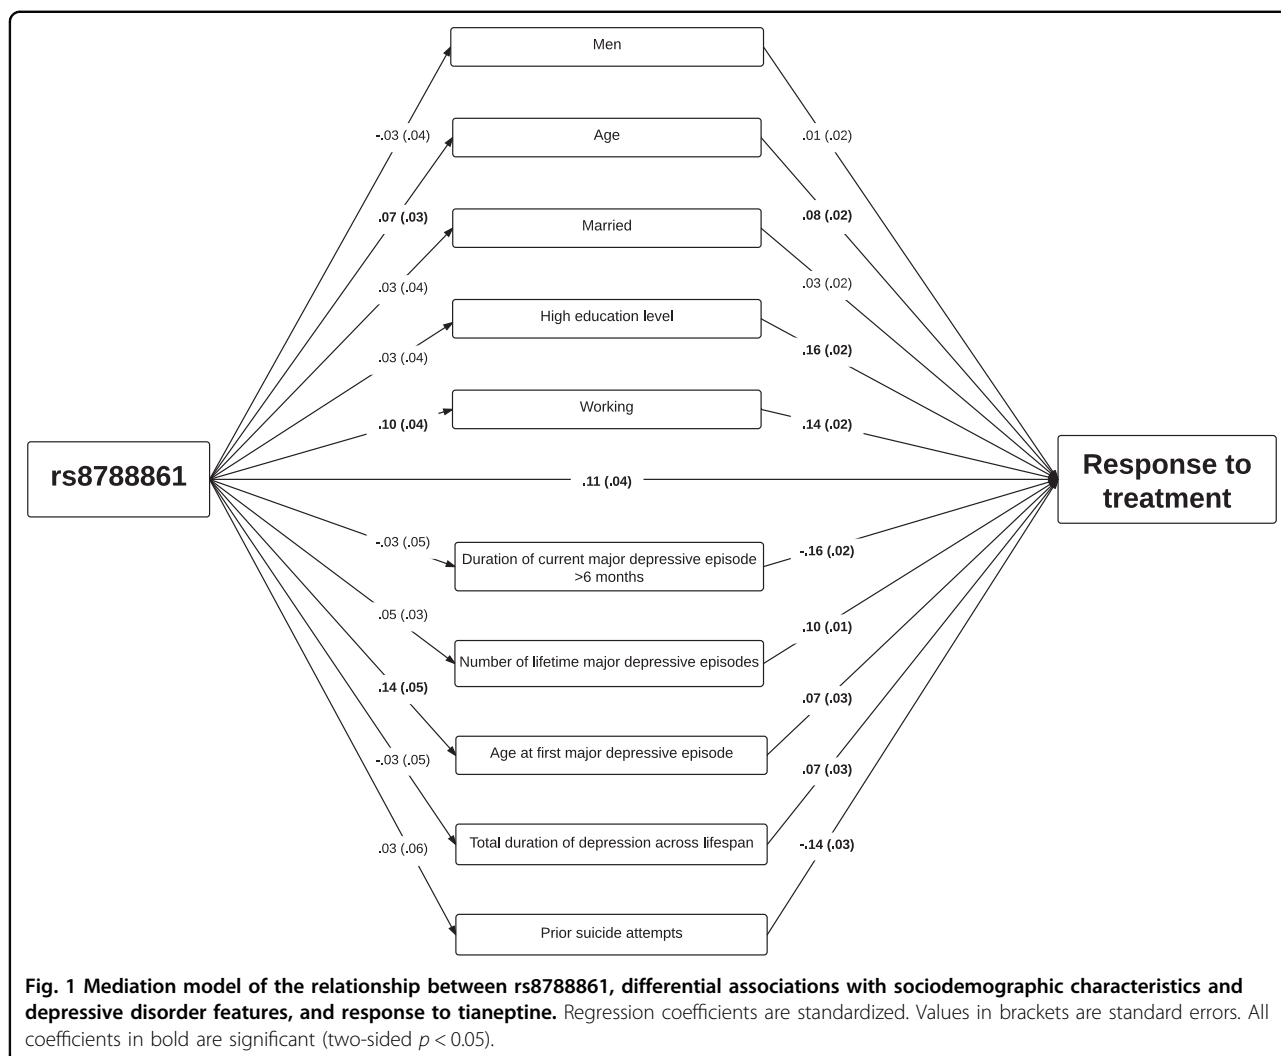 Men
-.03 (.04)
.01 (.02)
Age
.07 (.03)
.08 (.02)
Married
.03 (.04)
.03 (.02)
High education level
.03 (.04)
.16 (.02)
Working
.10 (.04)
.14 (.02)
rs8788861
.11 (.04)
Response to
treatment
-.03 (.05)
Duration of current major depressive episode
>6 months
-.16 (.02)
.05 (.03)
Number of lifetime major depressive episodes
.10 (.01)
.14 (.05)
Age at first major depressive episode
.07 (.03)
-.03 (.05)
Total duration of depression across lifespan
.07 (.03)
.03 (.06)
Prior suicide attempts
-.14 (.03)
Fig. 1 Mediation model of the relationship between rs8788861, differential associations with sociodemographic characteristics and
depressive disorder features, and response to tianeptine. Regression coefficients are standardized. Values in brackets are standard errors. All
coefficients in bold are significant (two-sided p < 0.05).